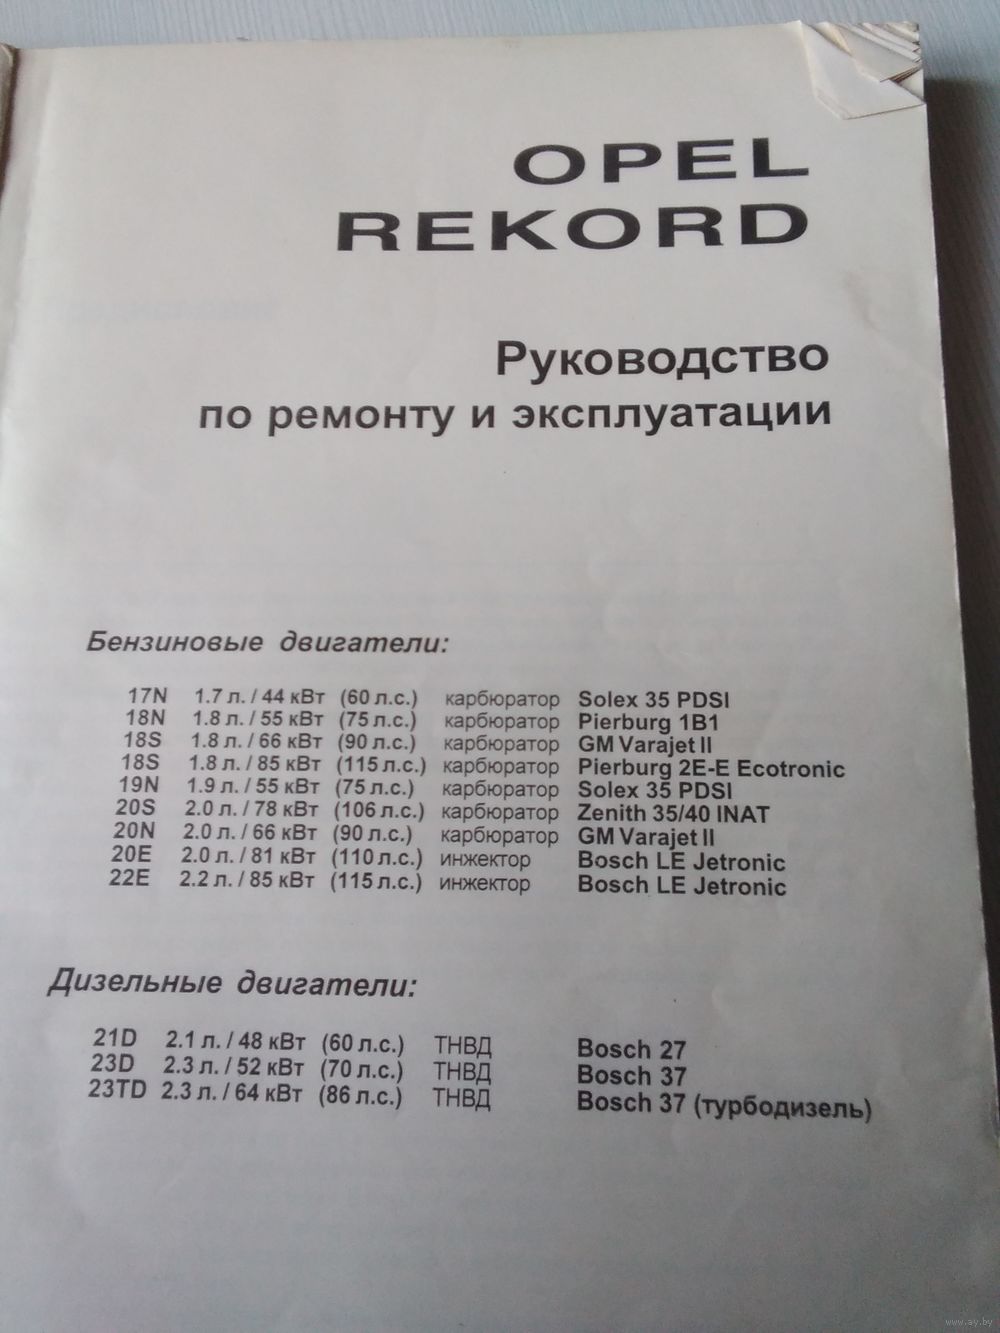 OPEL
REKORD
Руководство
по ремонту и эксплуатации
Бензиновые двигатели:
17N 1.7 л. / 44 кВт (60 л.с.) карбюратор Solex 35 PDSI
18N 1.8 л. / 55 кВт (75 л.с.) карбюратор Pierburg 1B1
18S 1.8 л. / 66 кВт (90 л.с.) карбюратор GM Varajet II
18S 1.8 л. / 85 кВт (115 л.с.) карбюратор Pierburg 2E-E Ecotronic
19N 1.9 л. / 55 кВт (75 л.с.) карбюратор Solex 35 PDSI
20S 2.0 л. / 78 кВт (106 л.с.) карбюратор Zenith 35/40 INAT
20N 2.0 л. / 66 кВт (90 л.с.) карбюратор GM Varajet II
20E 2.0 л. / 81 кВт (110 л.с.) инжектор Bosch LE Jetronic
22E 2.2 л. / 85 кВт (115 л.с.) инжектор Bosch LE Jetronic
Дизельные двигатели:
21D 2.1 л. / 48 кВт (60 л.с.) ТНВД Bosch 27
23D 2.3 л. / 52 кВт (70 л.с.) ТНВД Bosch 37
23TD 2.3 л. / 64 кВт (86 л.с.) ТНВД Bosch 37 (турбодизель)
www.ay.by